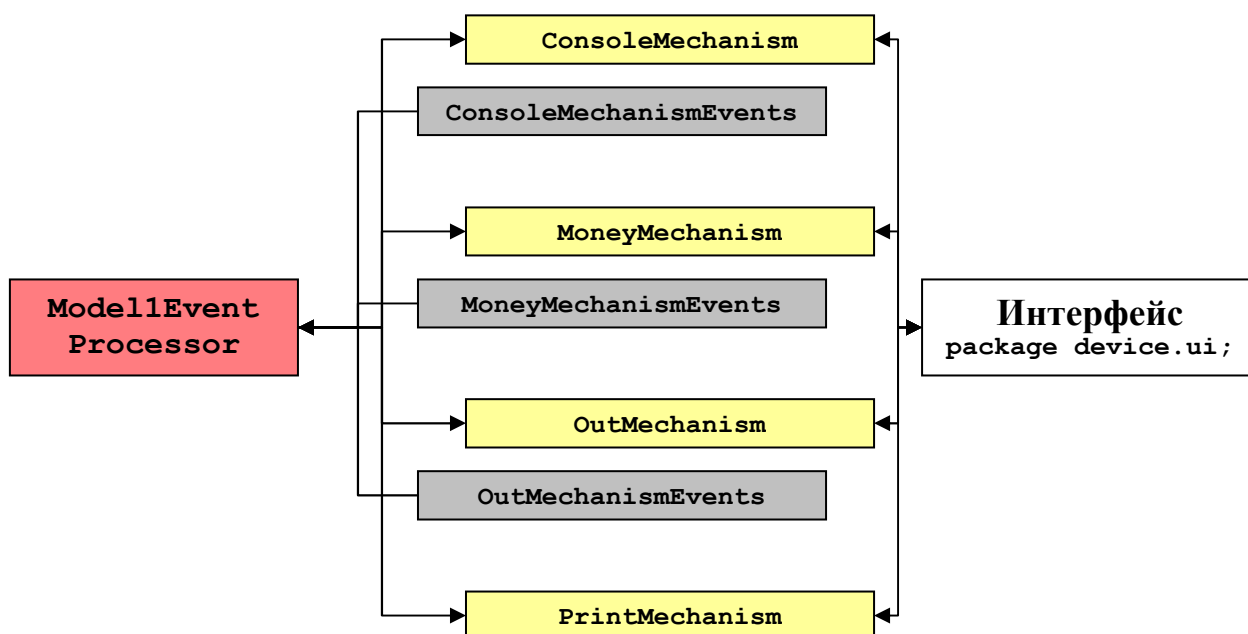 ConsoleMechanism
ConsoleMechanismEvents
MoneyMechanism
Model1Event
Processor
MoneyMechanismEvents
Интерфейс
package device.ui;
OutMechanism
OutMechanismEvents
PrintMechanism